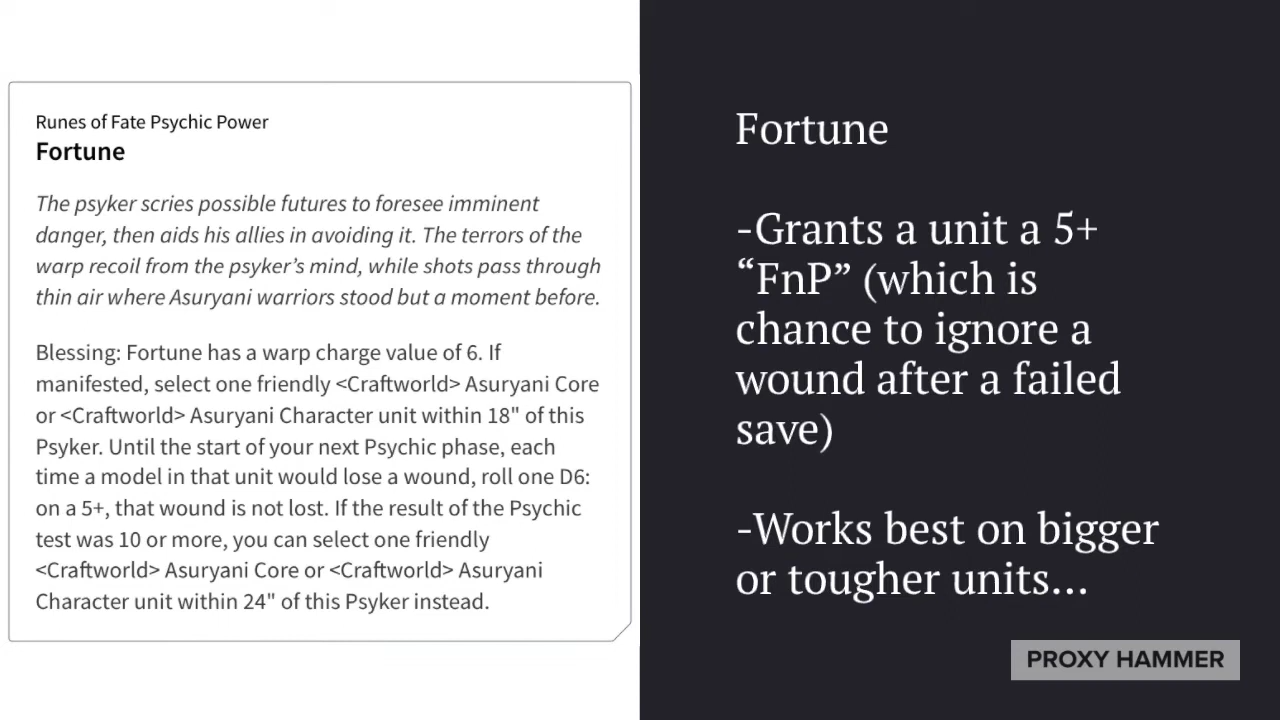 Runes of Fate Psychic Power
Fortune
The psyker scries possible futures to foresee imminent
danger, then aids his allies in avoiding it. The terrors of the
warp recoil from the psyker’s mind, while shots pass through
thin air where Asuryani warriors stood but a moment before.
Blessing: Fortune has a warp charge value of 6. If
manifested, select one friendly <Craftworld> Asuryani Core
or <Craftworld> Asuryani Character unit within 18" of this
Psyker. Until the start of your next Psychic phase, each
time a model in that unit would lose a wound, roll one D6:
on a 5+, that wound is not lost. If the result of the Psychic
test was 10 or more, you can select one friendly
<Craftworld> Asuryani Core or <Craftworld> Asuryani
Character unit within 24" of this Psyker instead.
Fortune
-Grants a unit a 5+
“FnP” (which is
chance to ignore a
wound after a failed
save)
-Works best on bigger
or tougher units...
PROXY HAMMER